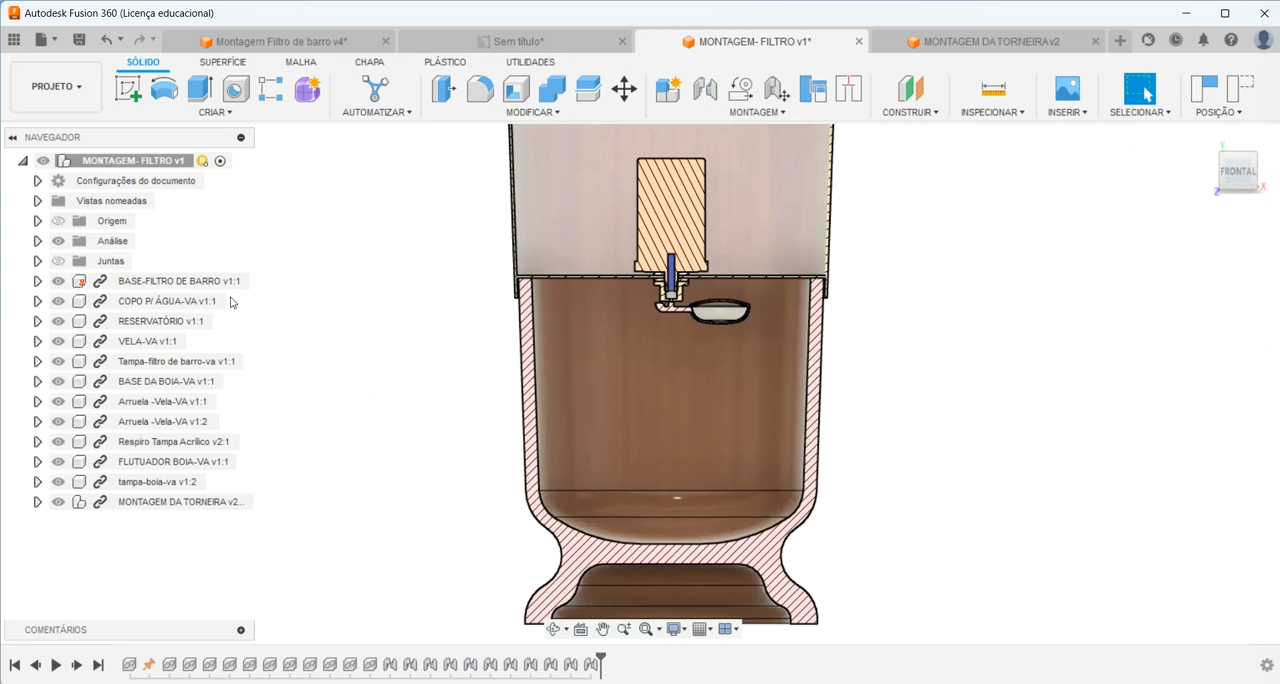 Autodesk Fusion 360 (Licença educacional)
Montagem Filtro de barro v4*
Sem título*
MONTAGEM- FILTRO v1*
MONTAGEM DA TORNEIRA v2
SÓLIDO SUPERFÍCIE MALHA CHAPA PLÁSTICO UTILIDADES
PROJETO
CRIAR AUTOMATIZAR MODIFICAR MONTAGEM CONSTRUIR INSPECIONAR INSERIR SELECIONAR POSIÇÃO
NAVEGADOR
MONTAGEM- FILTRO v1
Configurações do documento
Vistas nomeadas
Origem
Análise
Juntas
BASE-FILTRO DE BARRO v1:1
COPO P/ ÁGUA-VA v1:1
RESERVATÓRIO v1:1
VELA-VA v1:1
Tampa-filtro de barro-va v1:1
BASE DA BOIA-VA v1:1
Arruela -Vela-VA v1:1
Arruela -Vela-VA v1:2
Respiro Tampa Acrílico v2:1
FLUTUADOR BOIA-VA v1:1
tampa-boia-va v1:2
MONTAGEM DA TORNEIRA v2...
Y
FRONTAL
X
Z
COMENTÁRIOS